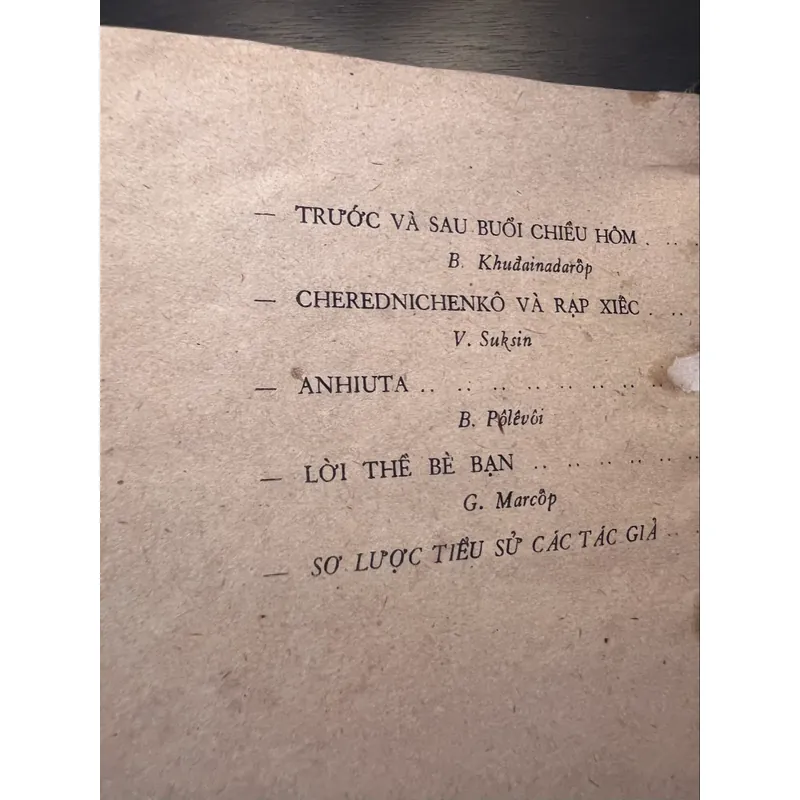 — TRƯỚC VÀ SAU BUỔI CHIỀU HÔM . . . .
B. Khuđainadarôp
— CHEREDNICHENKÔ VÀ RẠP XIẾC . . .
V. Suksin
— ANHIUTA .. .. .. .. .. .. .. ..
B. Pôlêvôi
— LỜI THỀ BÈ BẠN .. .. .. .. ..
G. Marcôp
— SƠ LƯỢC TIỂU SỬ CÁC TÁC GIẢ . . .